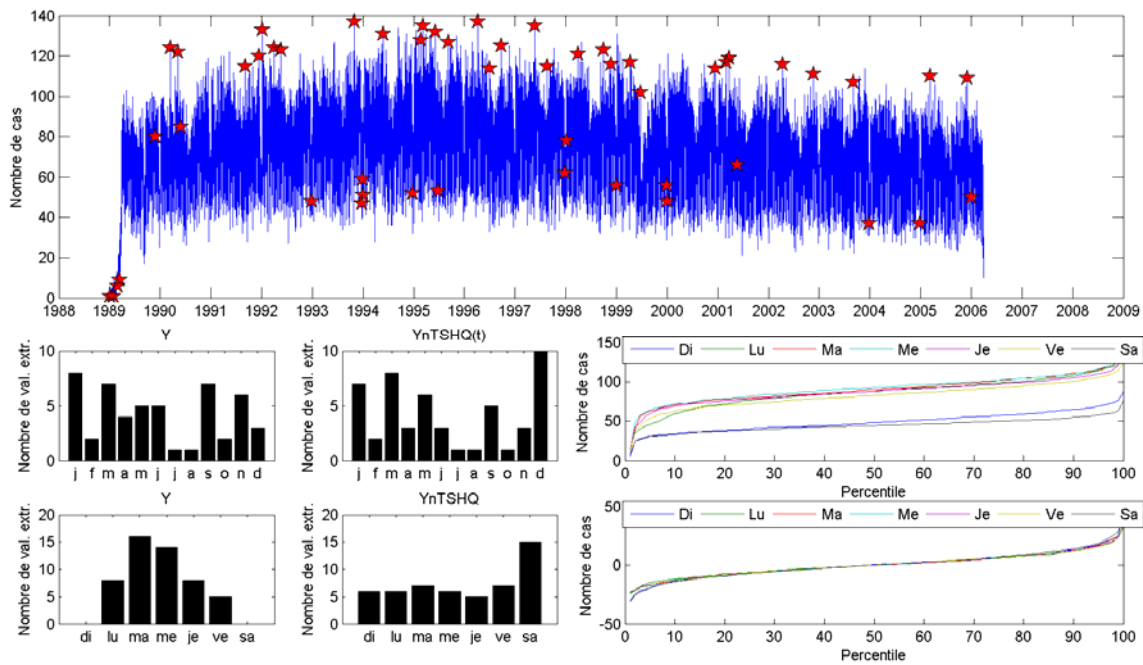 140
120
100
80
60
40
20
0
Nombre de cas
1988 1989 1990 1991 1992 1993 1994 1995 1996 1997 1998 1999 2000 2001 2002 2003 2004 2005 2006 2007 2008 2009
Y
10
5
0
Nombre de val. extr.
j f m a m j j a s o n d
YnTSHQ(t)
10
5
0
Nombre de val. extr.
j f m a m j j a s o n d
Di Lu Ma Me Je Ve Sa
150
100
50
0
Nombre de cas
0 10 20 30 40 50 60 70 80 90 100
Percentile
Y
20
15
10
5
0
Nombre de val. extr.
di lu ma me je ve sa
YnTSHQ
20
15
10
5
0
Nombre de val. extr.
di lu ma me je ve sa
Di Lu Ma Me Je Ve Sa
50
0
-50
Nombre de cas
0 10 20 30 40 50 60 70 80 90 100
Percentile